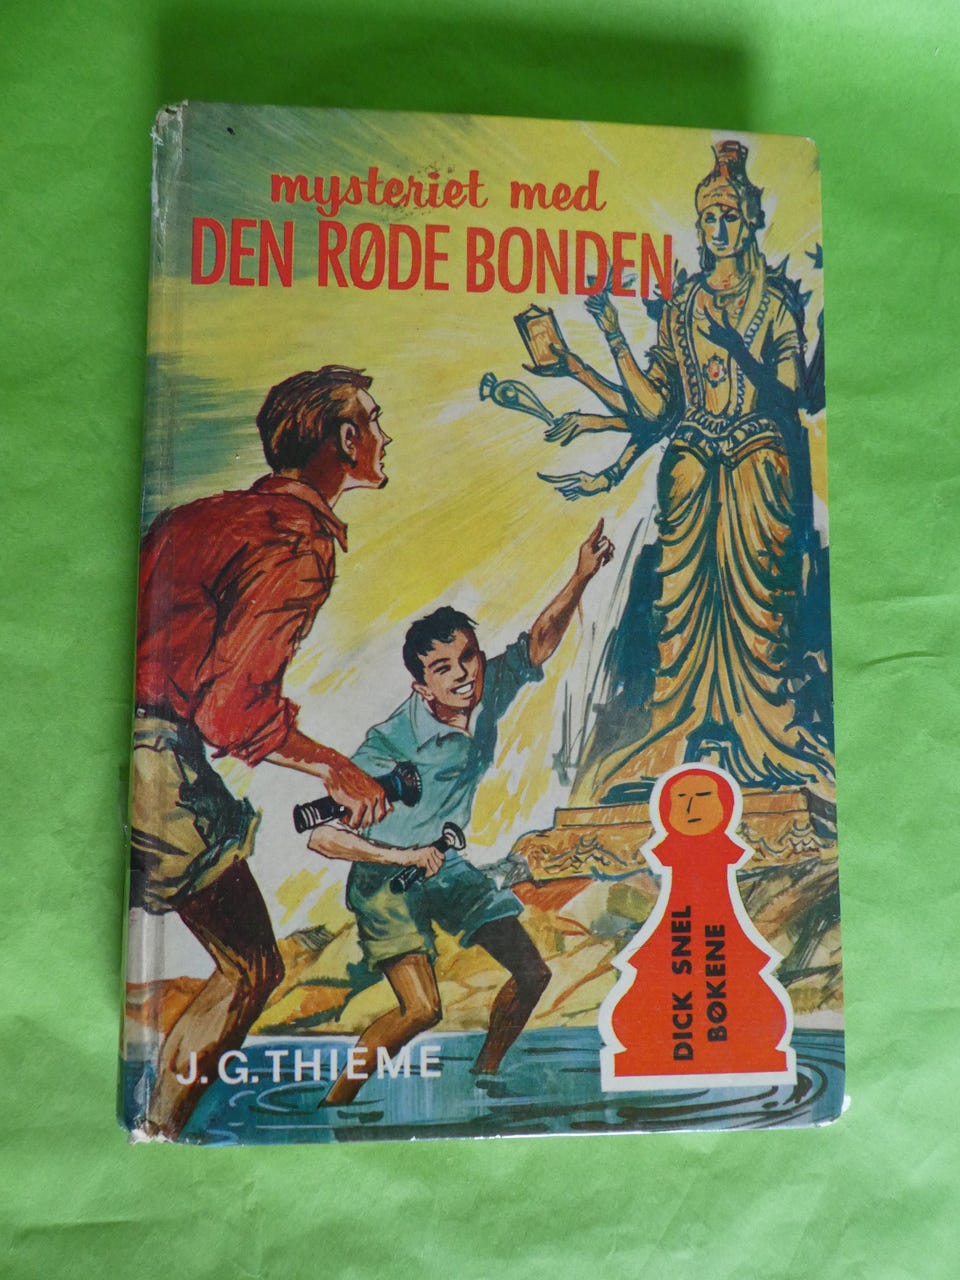 mysteriet med
DEN RØDE BONDEN
DICK SNEL
BØKENE
J.G.THIEME